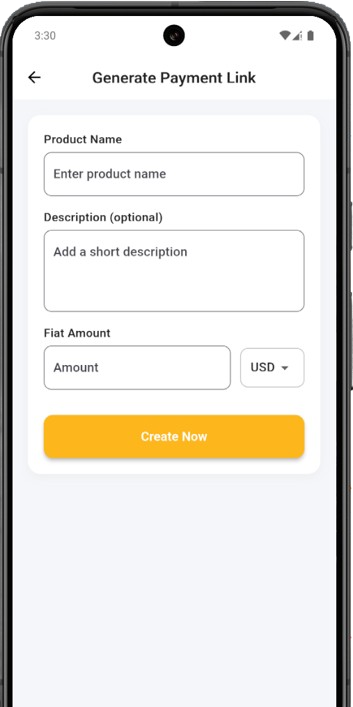 3:30
Generate Payment Link
Product Name
Enter product name
Description (optional)
Add a short description
Fiat Amount
Amount
USD
Create Now